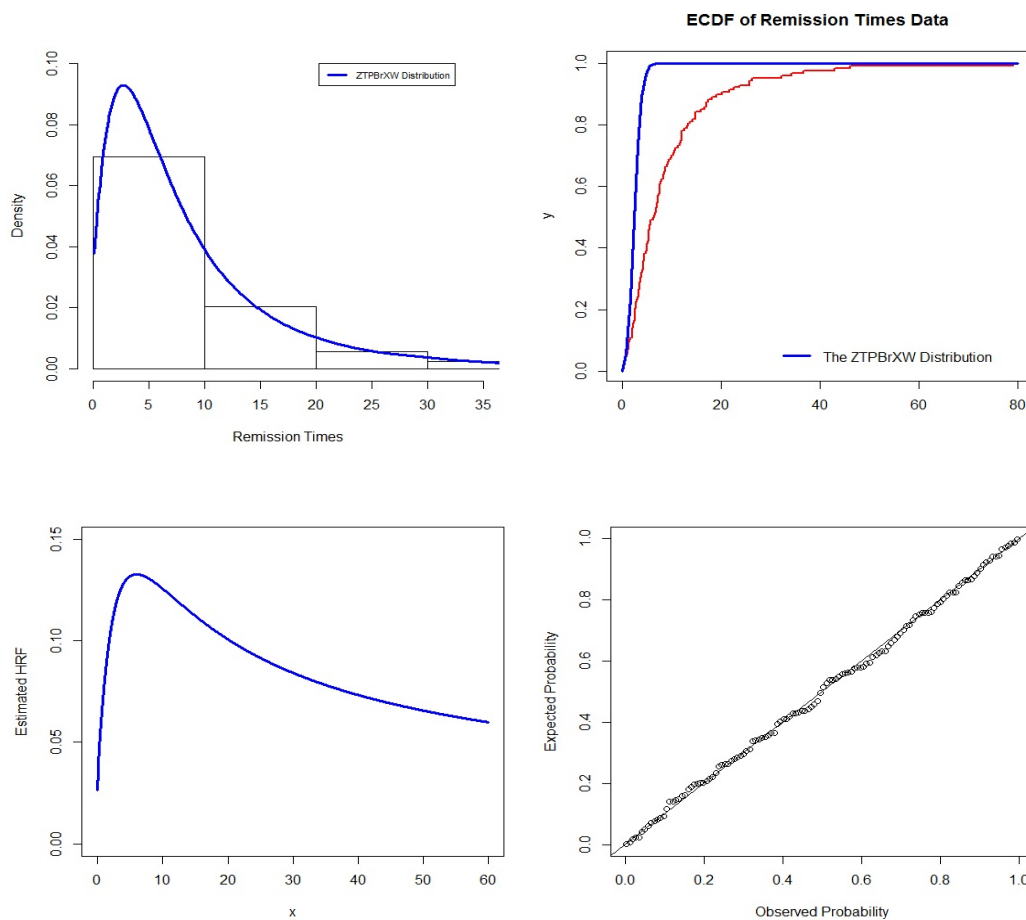 ZTPBrXW Distribution
Density
0.00 0.02 0.04 0.06 0.08 0.10
0 5 10 15 20 25 30 35
Remission Times
ECDF of Remission Times Data
y
0.0 0.2 0.4 0.6 0.8 1.0
The ZTPBrXW Distribution
0 20 40 60 80
Estimated HRF
0.00 0.05 0.10 0.15
0 10 20 30 40 50 60
x
Expected Probability
0.0 0.2 0.4 0.6 0.8 1.0
0.0 0.2 0.4 0.6 0.8 1.0
Observed Probability